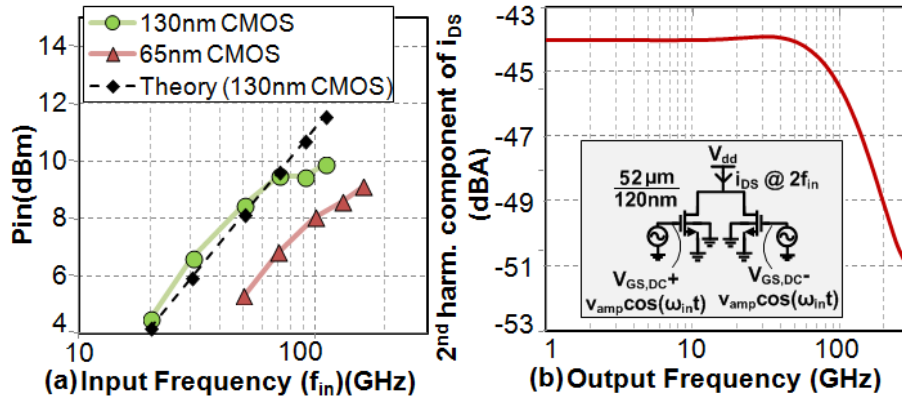 130nm CMOS
65nm CMOS
Theory (130nm CMOS)
14
12
10
8
6
4
Pin(dBm)
10
100
(a) Input Frequency (fin)(GHz)
2nd harm. component of iDS
(dBA)
-43
-45
-47
-49
-51
-53
Vdd
iDS @ 2fin
52μm
120nm
VGS,DC+
vampcos(ωint)
VGS,DC-
vampcos(ωint)
1
10
100
(b) Output Frequency (GHz)